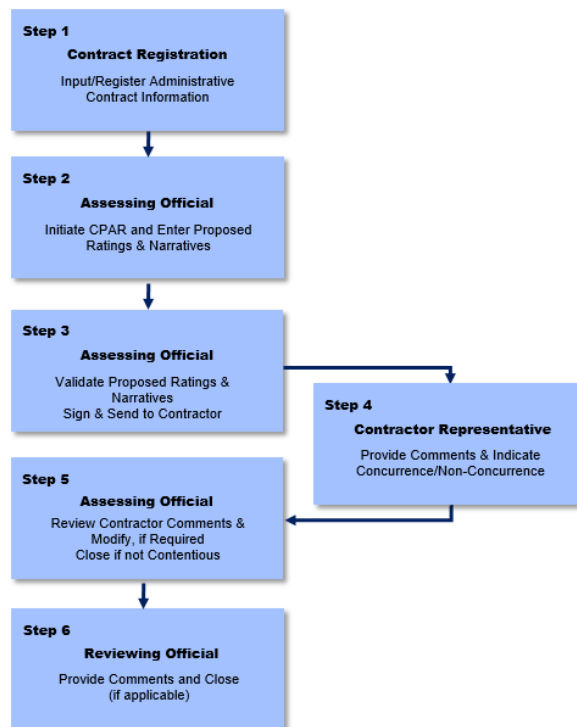 Step 1
Contract Registration
Input/Register Administrative
Contract Information
Step 2
Assessing Official
Initiate CPAR and Enter Proposed
Ratings & Narratives
Step 3
Assessing Official
Validate Proposed Ratings &
Narratives
Sign & Send to Contractor
Step 4
Contractor Representative
Provide Comments & Indicate
Concurrence/Non-Concurrence
Step 5
Assessing Official
Review Contractor Comments &
Modify, if Required
Close if not Contentious
Step 6
Reviewing Official
Provide Comments and Close
(if applicable)